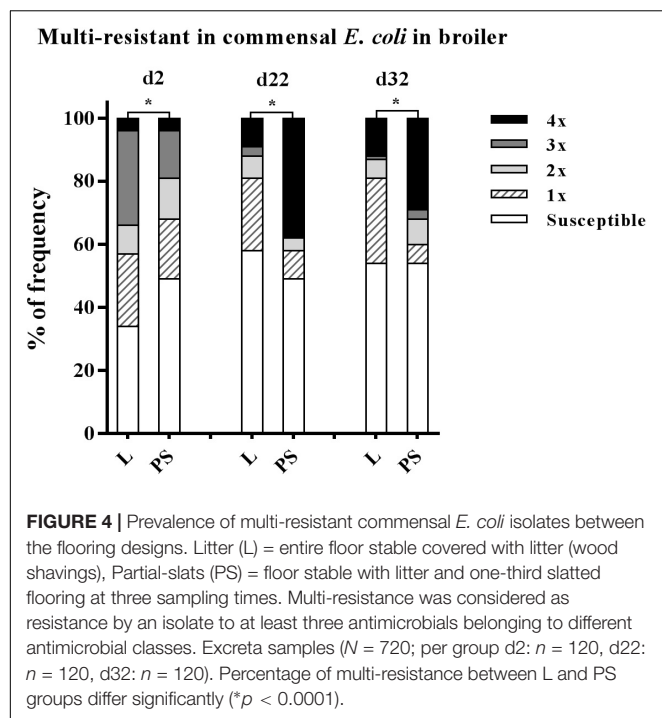 Multi-resistant in commensal E. coli in broiler
d2 d22 d32
* * *
100
80
60
40
20
0
% of frequency
4x
3x
2x
1x
Susceptible
L PS L PS L PS
FIGURE 4 | Prevalence of multi-resistant commensal E. coli isolates between
the flooring designs. Litter (L) = entire floor stable covered with litter (wood
shavings), Partial-slats (PS) = floor stable with litter and one-third slatted
flooring at three sampling times. Multi-resistance was considered as
resistance by an isolate to at least three antimicrobials belonging to different
antimicrobial classes. Excreta samples (N = 720; per group d2: n = 120, d22:
n = 120, d32: n = 120). Percentage of multi-resistance between L and PS
groups differ significantly (*p < 0.0001).